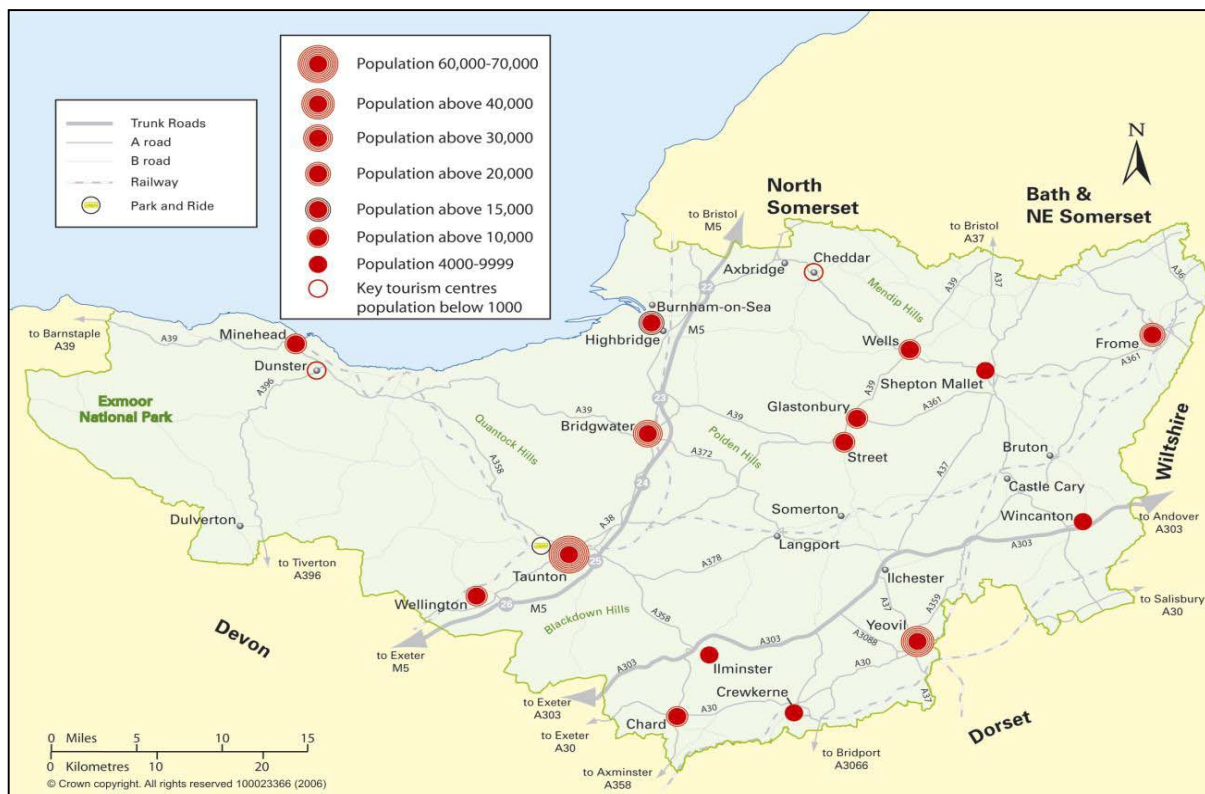 Population 60,000-70,000
Population above 40,000
Population above 30,000
Population above 20,000
Population above 15,000
Population above 10,000
Population 4000-9999
Key tourism centres
population below 1000
Trunk Roads
A road
B road
Railway
Park and Ride
N
North
Somerset
Bath &
NE Somerset
to Bristol
M5
to Bristol
A37
Axbridge
Cheddar
A37
A36
A39
Mendip Hills
22
Burnham-on-Sea
M5
Highbridge
to Barnstaple
A39
A39
Minehead
Dunster
A396
Exmoor
National Park
Wells
Frome
A361
Shepton Mallet
23
A39
Glastonbury
A361
A39
Bridgwater
A39
Quantock Hills
A358
Polden Hills
A372
Street
A37
Bruton
Wiltshire
24
Castle Cary
Dulverton
Somerton
Wincanton
to Andover
A303
A38
Langport
A303
to Tiverton
A396
Taunton
25
A378
Ilchester
Wellington
26
M5
Blackdown Hills
A358
A37
A359
to Salisbury
A30
Devon
Yeovil
A3088
to Exeter
M5
A303
Ilminster
A30
A303
Crewkerne
A37
to Exeter
A303
Chard
A30
Dorset
to Exeter
A30
to Bridport
A3066
to Axminster
A358
0 Miles 5 10 15
0 Kilometres 10 20
© Crown copyright. All rights reserved 100023366 (2006)